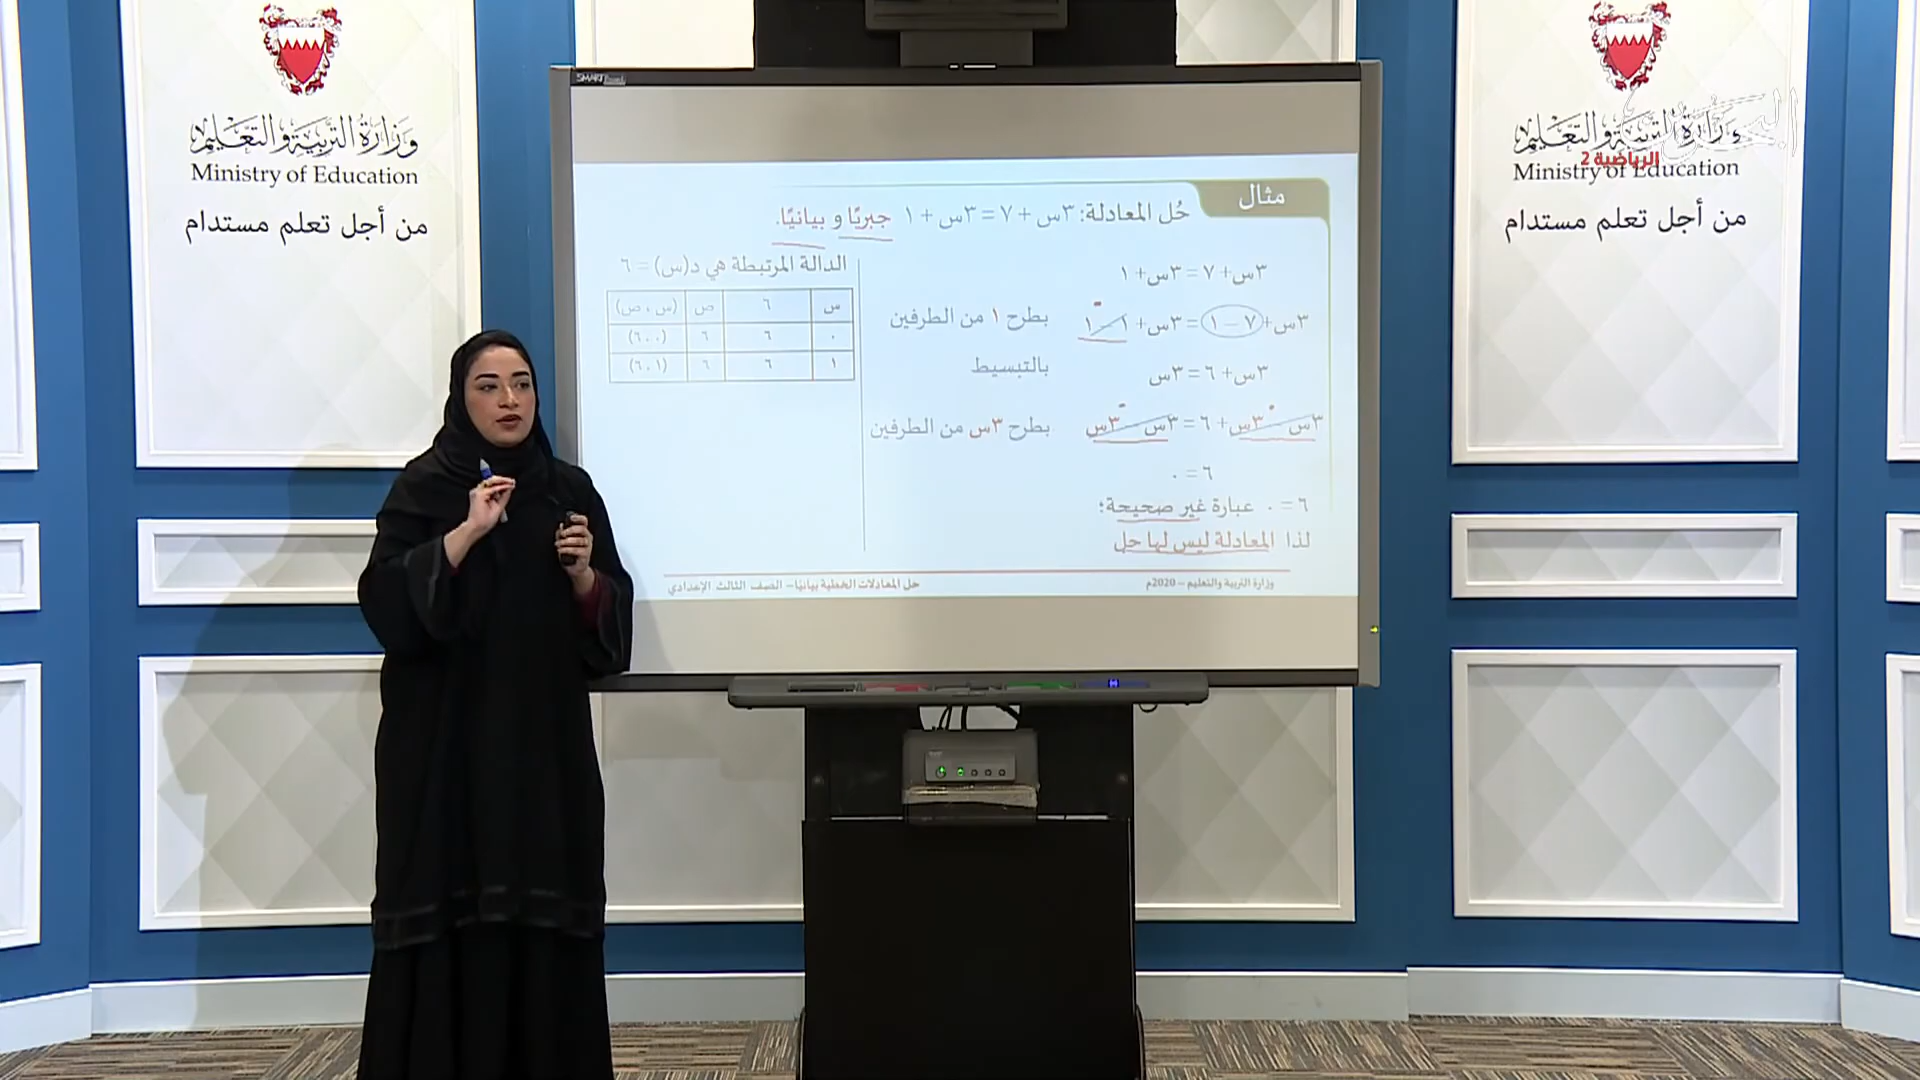 وزارة التربية والتعليم
Ministry of Education
من أجل تعلم مستدام
وزارة التربية والتعليم
Ministry of Education
من أجل تعلم مستدام
البحرين
الرياضية 2
SMART Board
مثال
حُل المعادلة: ٣س + ٧ = ٣س + ١ جبريًا و بيانيًا.
٣س + ٧ = ٣س + ١
٣س + ٧ − ١ = ٣س + ١ − ١ بطرح ١ من الطرفين
٣س + ٦ = ٣س بالتبسيط
٣س − ٣س + ٦ = ٣س − ٣س بطرح ٣س من الطرفين
٦ = ٠
٦ = ٠ عبارة غير صحيحة؛
لذا المعادلة ليس لها حل
الدالة المرتبطة هي د(س) = ٦
س ٦ ص (س ، ص)
٠ ٦ ٦ (٠ ، ٦)
١ ٦ ٦ (١ ، ٦)
وزارة التربية والتعليم – 2020م
حل المعادلات الخطية بيانيًا – الصف الثالث الإعدادي